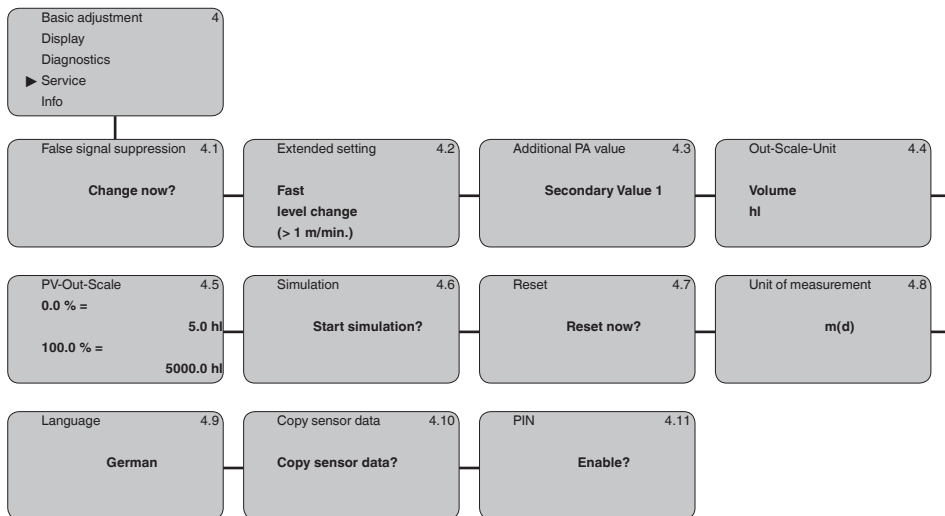 Basic adjustment 4
Display
Diagnostics
▶ Service
Info
False signal suppression 4.1
Change now?
Extended setting 4.2
Fast
level change
(> 1 m/min.)
Additional PA value 4.3
Secondary Value 1
Out-Scale-Unit 4.4
Volume
hl
PV-Out-Scale 4.5
0.0 % =
5.0 hl
100.0 % =
5000.0 hl
Simulation 4.6
Start simulation?
Reset 4.7
Reset now?
Unit of measurement 4.8
m(d)
Language 4.9
German
Copy sensor data 4.10
Copy sensor data?
PIN 4.11
Enable?